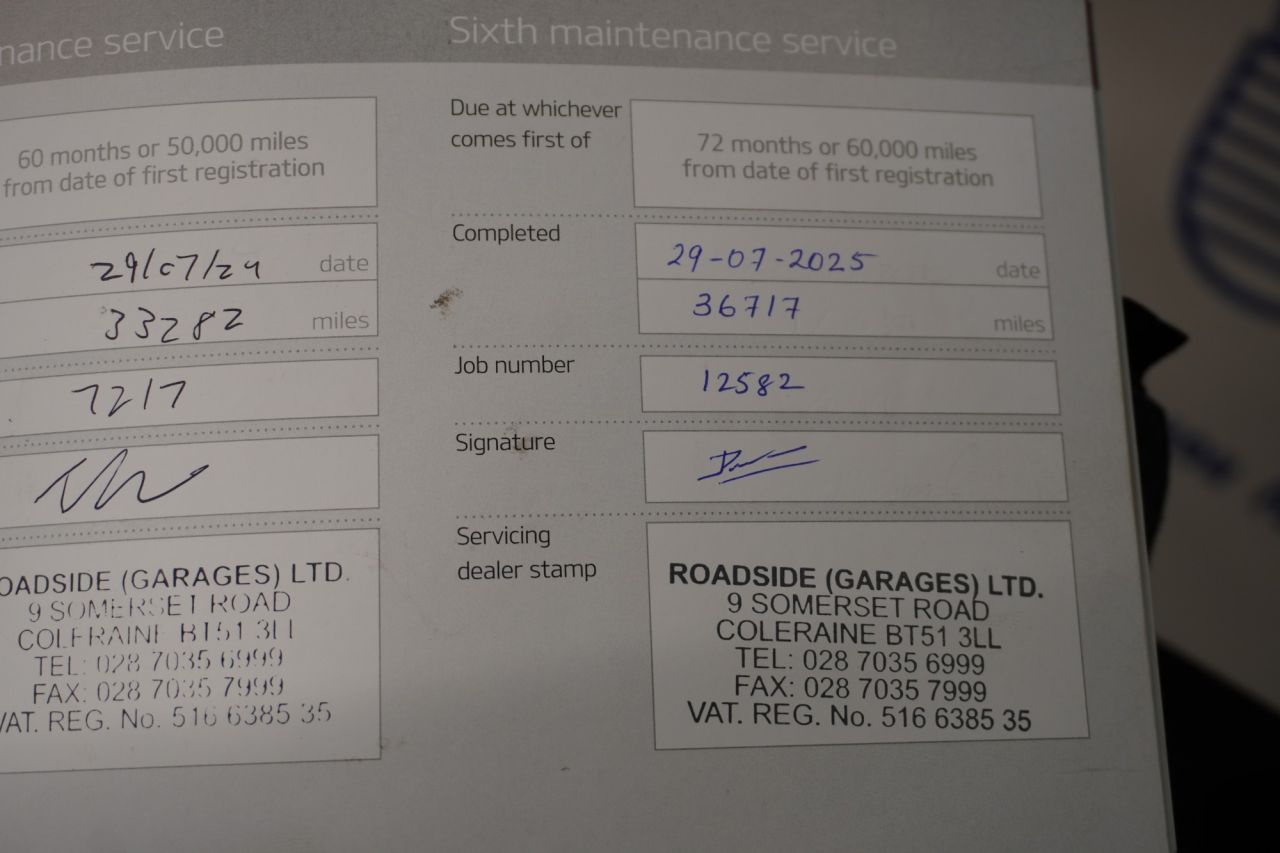 nance service
60 months or 50,000 miles
from date of first registration
29/07/24 date
33282 miles
7217
OADSIDE (GARAGES) LTD.
9 SOMERSET ROAD
COLERAINE BT51 3LL
TEL: 028 7035 6999
FAX: 028 7035 7999
VAT. REG. No. 516 6385 35
Sixth maintenance service
Due at whichever
comes first of
72 months or 60,000 miles
from date of first registration
Completed
29-07-2025 date
36717 miles
Job number
12582
Signature
Servicing
dealer stamp
ROADSIDE (GARAGES) LTD.
9 SOMERSET ROAD
COLERAINE BT51 3LL
TEL: 028 7035 6999
FAX: 028 7035 7999
VAT. REG. No. 516 6385 35